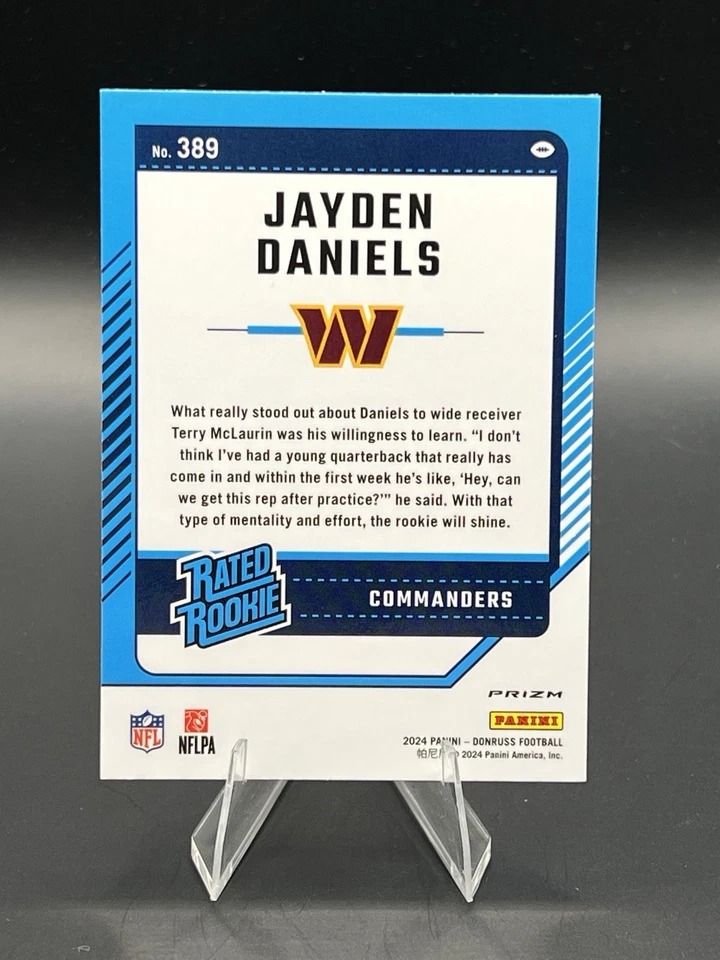 No. 389
JAYDEN
DANIELS
W
What really stood out about Daniels to wide receiver
Terry McLaurin was his willingness to learn. “I don’t
think I’ve had a young quarterback that really has
come in and within the first week he’s like, ‘Hey, can
we get this rep after practice?’” he said. With that
type of mentality and effort, the rookie will shine.
RATED
ROOKIE
COMMANDERS
PRIZM
PANINI
NFL
NFLPA
2024 PANINI – DONRUSS FOOTBALL
帕尼 © 2024 Panini America, Inc.